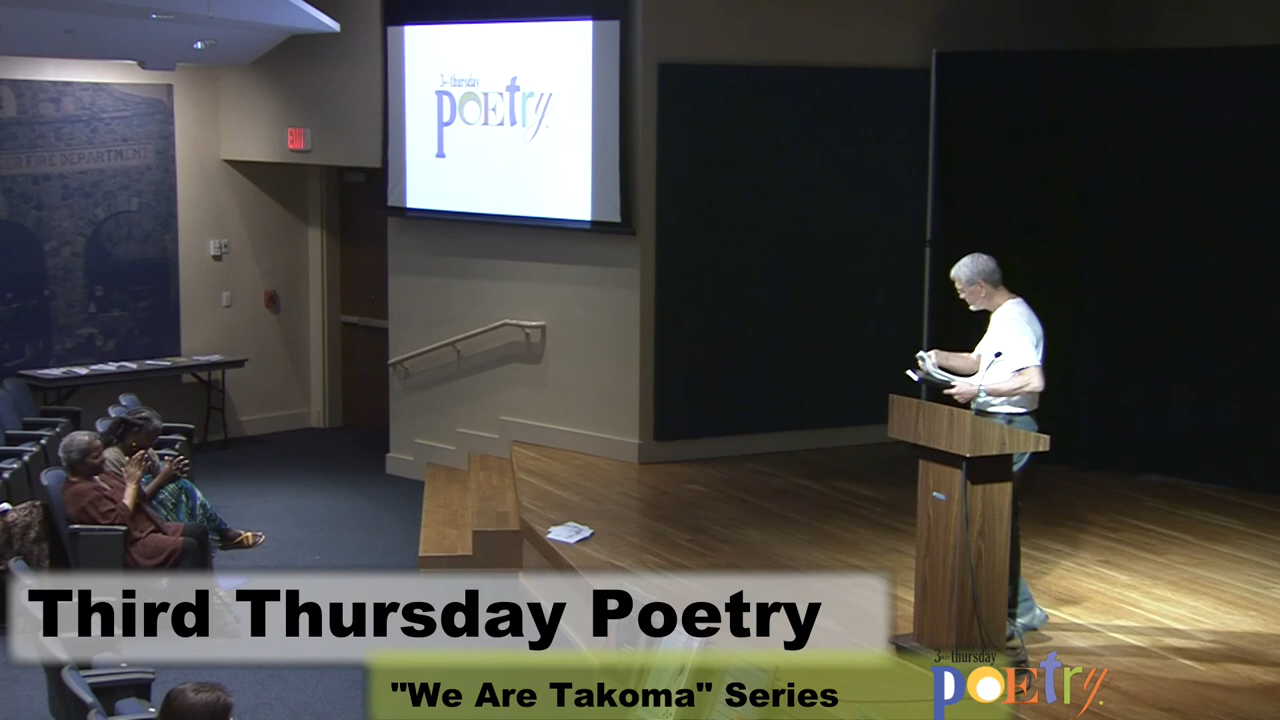 3rd thursday
poetry
EXIT
FIRE DEPARTMENT
Third Thursday Poetry
"We Are Takoma" Series
3rd thursday
poetry